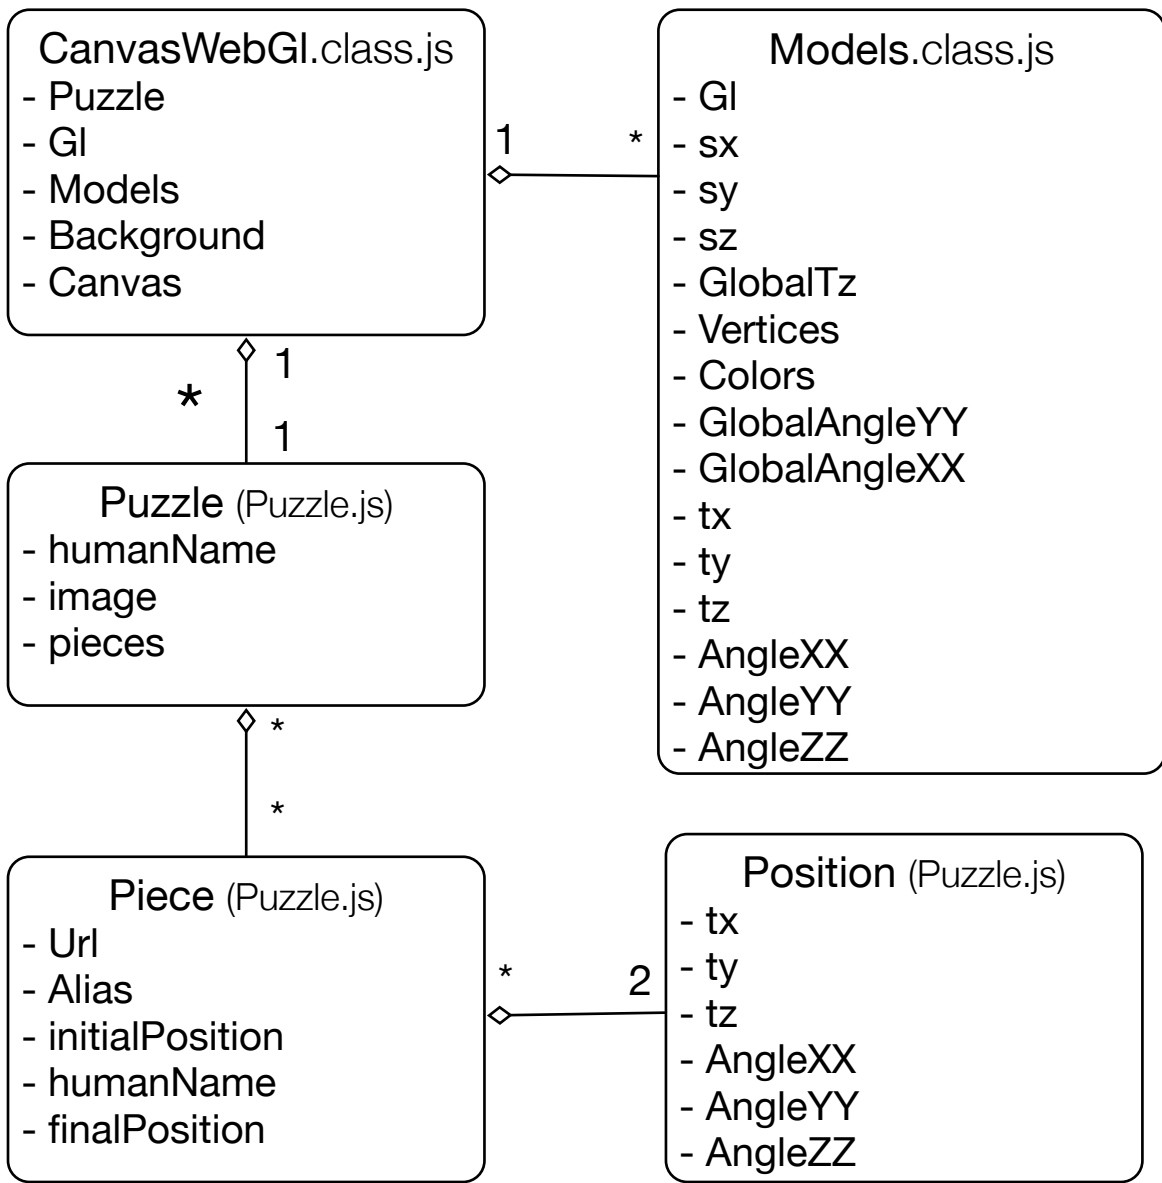 CanvasWebGl.class.js
- Puzzle
- Gl
- Models
- Background
- Canvas
1
*
Models.class.js
- Gl
- sx
- sy
- sz
- GlobalTz
- Vertices
- Colors
- GlobalAngleYY
- GlobalAngleXX
- tx
- ty
- tz
- AngleXX
- AngleYY
- AngleZZ
1
*
1
Puzzle (Puzzle.js)
- humanName
- image
- pieces
*
*
Piece (Puzzle.js)
- Url
- Alias
- initialPosition
- humanName
- finalPosition
*
2
Position (Puzzle.js)
- tx
- ty
- tz
- AngleXX
- AngleYY
- AngleZZ